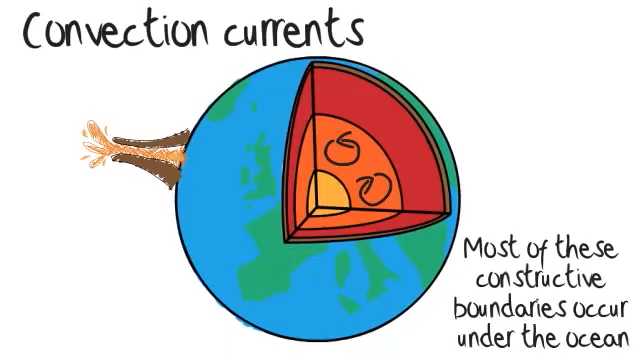 Convection currents
Most of these
constructive
boundaries occur
under the ocean